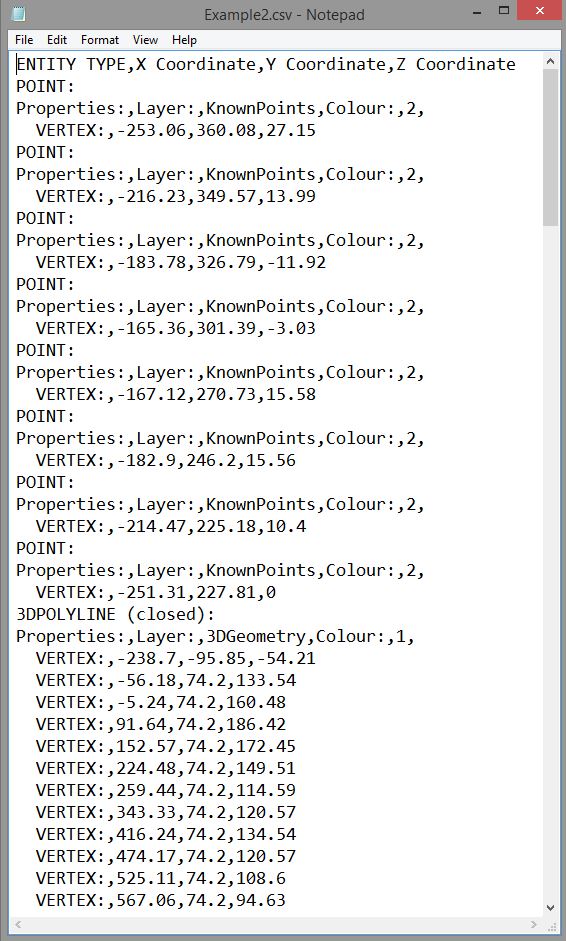 Example2.csv - Notepad
File Edit Format View Help
ENTITY TYPE,X Coordinate,Y Coordinate,Z Coordinate
POINT:
Properties:,Layer:,KnownPoints,Colour:,2,
  VERTEX:,-253.06,360.08,27.15
POINT:
Properties:,Layer:,KnownPoints,Colour:,2,
  VERTEX:,-216.23,349.57,13.99
POINT:
Properties:,Layer:,KnownPoints,Colour:,2,
  VERTEX:,-183.78,326.79,-11.92
POINT:
Properties:,Layer:,KnownPoints,Colour:,2,
  VERTEX:,-165.36,301.39,-3.03
POINT:
Properties:,Layer:,KnownPoints,Colour:,2,
  VERTEX:,-167.12,270.73,15.58
POINT:
Properties:,Layer:,KnownPoints,Colour:,2,
  VERTEX:,-182.9,246.2,15.56
POINT:
Properties:,Layer:,KnownPoints,Colour:,2,
  VERTEX:,-214.47,225.18,10.4
POINT:
Properties:,Layer:,KnownPoints,Colour:,2,
  VERTEX:,-251.31,227.81,0
3DPOLYLINE (closed):
Properties:,Layer:,3DGeometry,Colour:,1,
  VERTEX:,-238.7,-95.85,-54.21
  VERTEX:,-56.18,74.2,133.54
  VERTEX:,-5.24,74.2,160.48
  VERTEX:,91.64,74.2,186.42
  VERTEX:,152.57,74.2,172.45
  VERTEX:,224.48,74.2,149.51
  VERTEX:,259.44,74.2,114.59
  VERTEX:,343.33,74.2,120.57
  VERTEX:,416.24,74.2,134.54
  VERTEX:,474.17,74.2,120.57
  VERTEX:,525.11,74.2,108.6
  VERTEX:,567.06,74.2,94.63